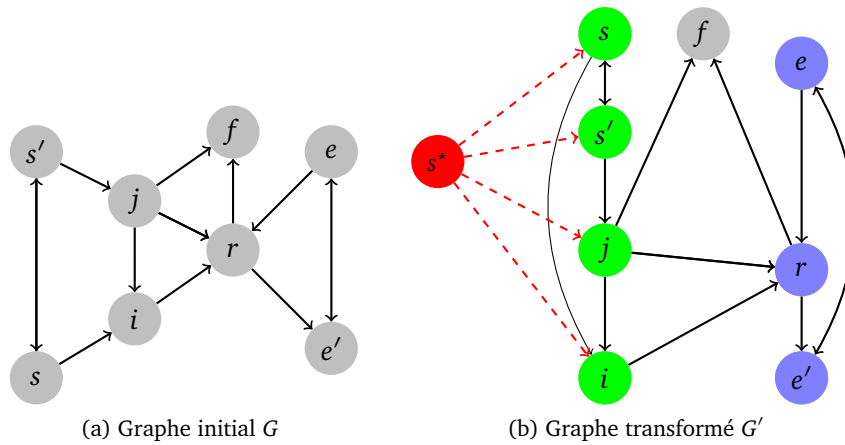 s′
f
e
j
r
i
s
e′
(a) Graphe initial G
s
f
e
s′
s⋆
j
r
i
e′
(b) Graphe transformé G′